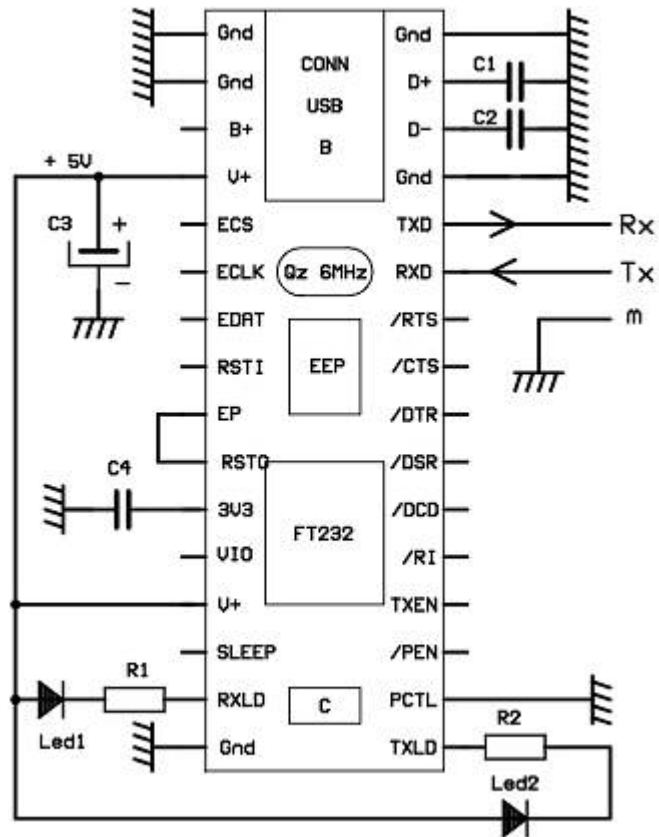 Gnd CONN Gnd
Gnd USB D+ C1
B+ B D- C2
+ 5V V+ Gnd
C3 + ECS TXD Rx
- ECLK Qz 6MHz RXD Tx
EDAT /RTS m
RSTI EEP /CTS
EP /DTR
C4 RSTO /DSR
3V3 FT232 /DCD
VIO /RI
V+ TXEN
SLEEP /PEN
R1 RXLD C PCTL
Led1 Gnd TXLD R2
Led2